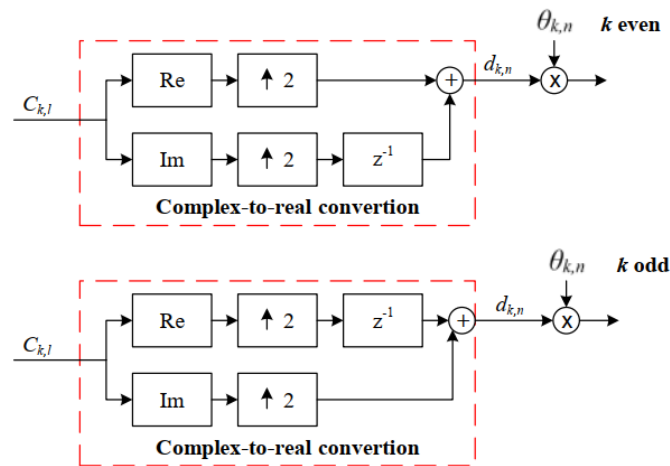 θk,n k even
Re ↑ 2 + dk,n x
Ck,l
Im ↑ 2 z-1
Complex-to-real convertion
θk,n k odd
Re ↑ 2 z-1 + dk,n x
Ck,l
Im ↑ 2
Complex-to-real convertion